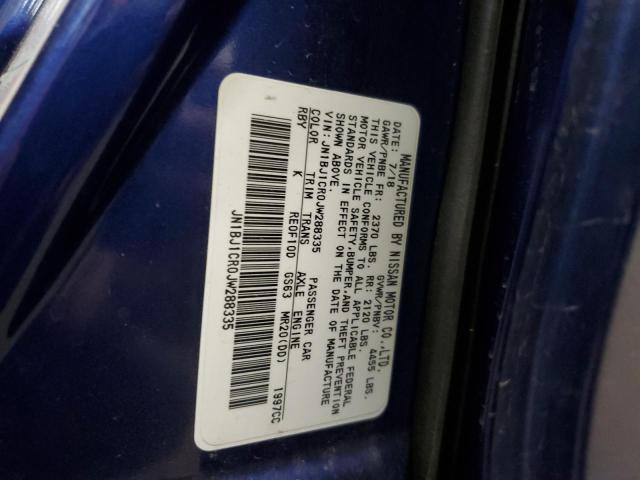 MANUFACTURED BY NISSAN MOTOR CO.,LTD.
DATE: 7/18 GVWR/PNBV: 4455 LBS.
GAWR/PNBE FR: 2370 LBS. RR: 2120 LBS.
THIS VEHICLE CONFORMS TO ALL APPLICABLE FEDERAL
MOTOR VEHICLE SAFETY,BUMPER,AND THEFT PREVENTION
STANDARDS IN EFFECT ON THE DATE OF MANUFACTURE
SHOWN ABOVE.
VIN:JN1BJ1CR0JW288335 PASSENGER CAR
COLOR TRIM TRANS AXLE ENGINE
RBY K RE0F10D GS63 MR20(DD) 1997CC
JN1BJ1CR0JW288335